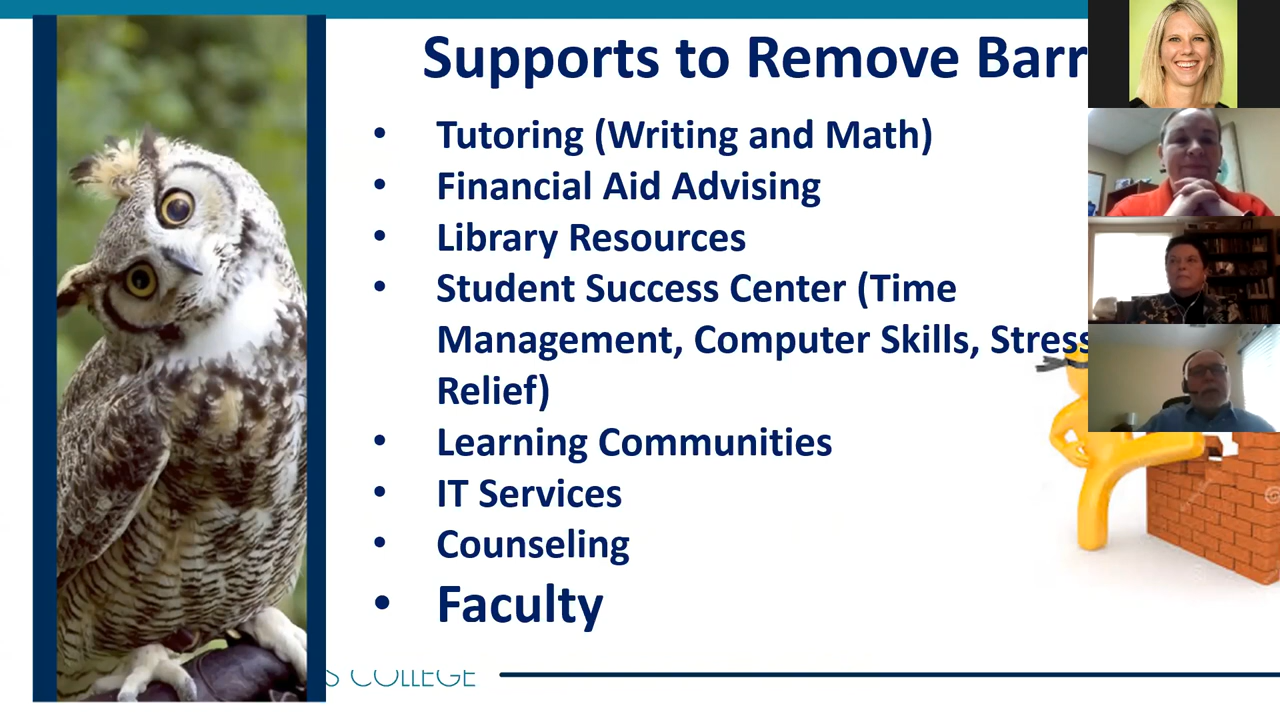 Supports to Remove Barr
• Tutoring (Writing and Math)
• Financial Aid Advising
• Library Resources
• Student Success Center (Time
Management, Computer Skills, Stress
Relief)
• Learning Communities
• IT Services
• Counseling
• Faculty
S COLLEGE